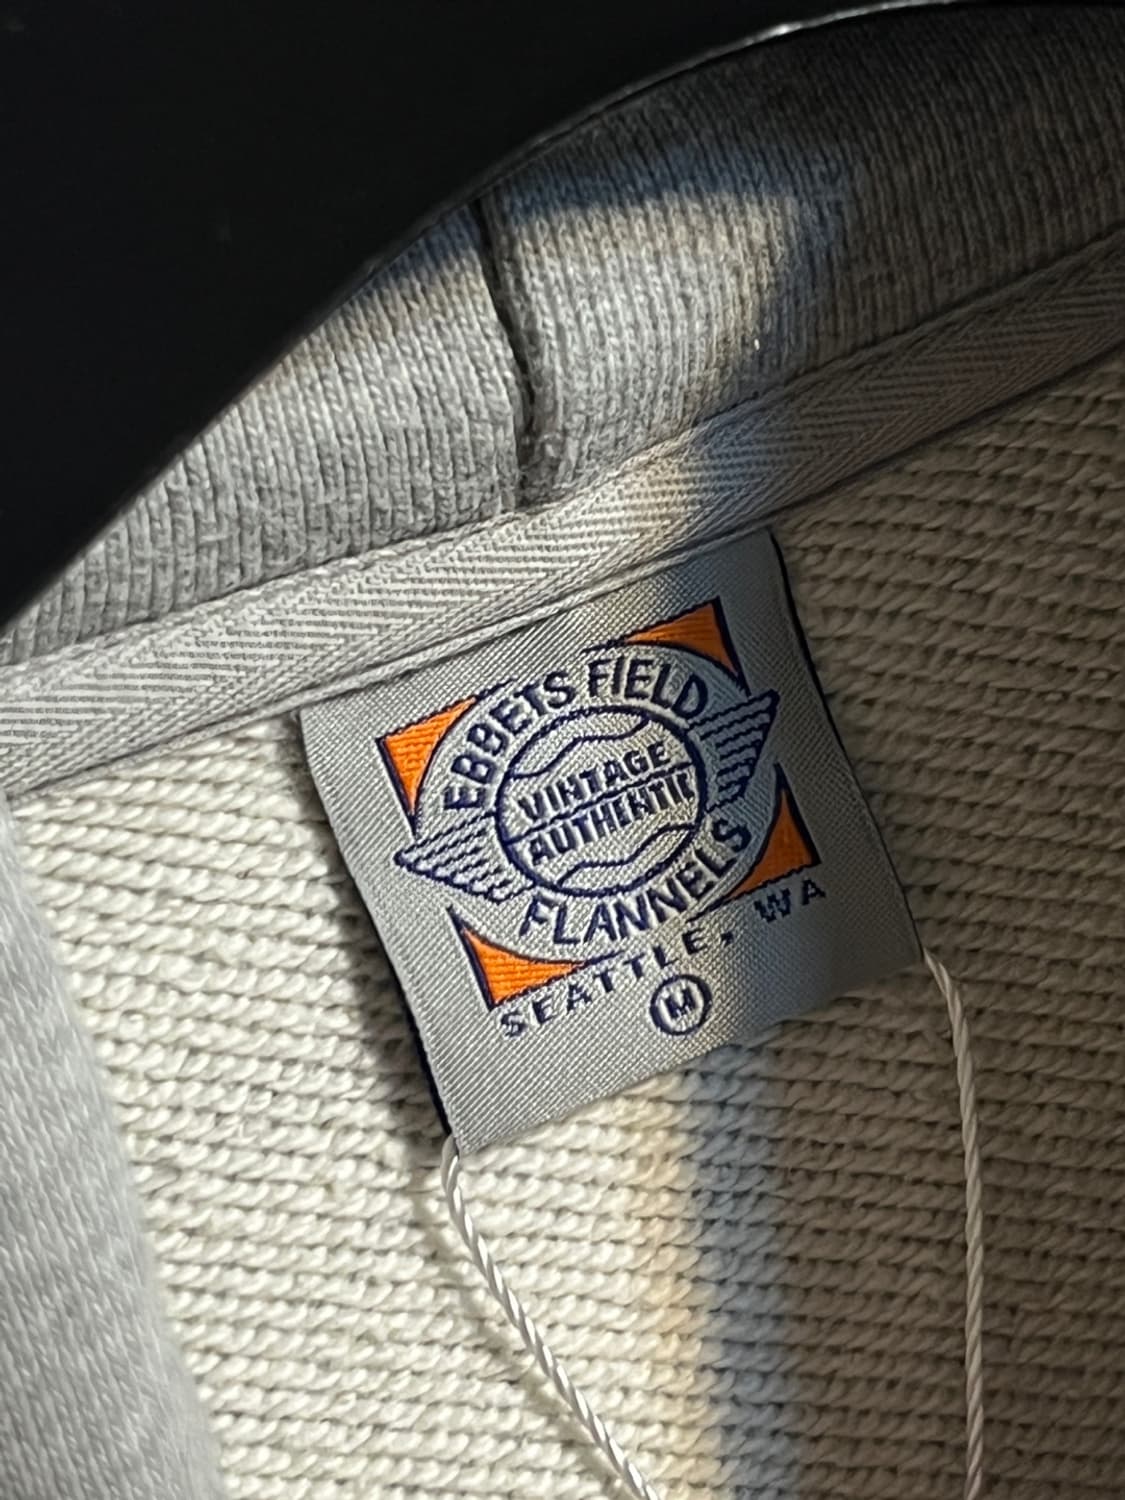 EBBETS FIELD
VINTAGE
AUTHENTIC
FLANNELS
SEATTLE, WA
M